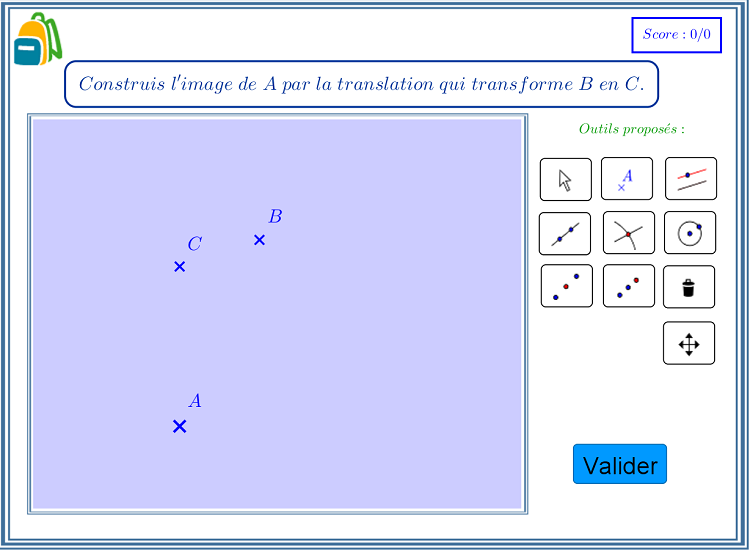 Score : 0/0
Construis l'image de A par la translation qui transforme B en C.
Outils proposés :
A
B
C
A
Valider